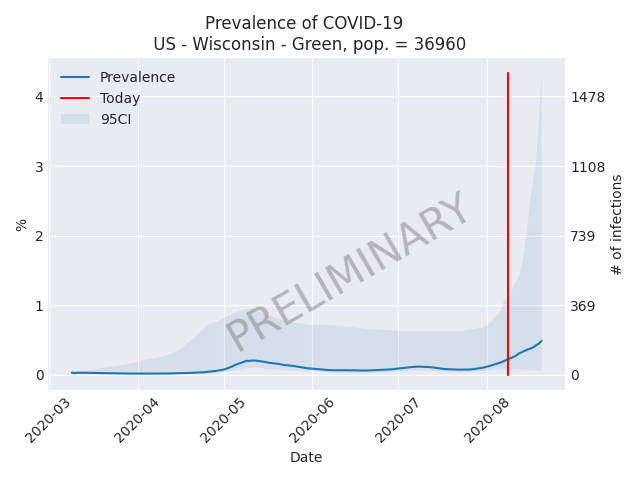 Prevalence of COVID-19
US - Wisconsin - Green, pop. = 36960
Prevalence
Today
95CI
4
3
2
1
0
%
1478
1108
739
369
0
# of infections
PRELIMINARY
2020-03
2020-04
2020-05
2020-06
2020-07
2020-08
Date